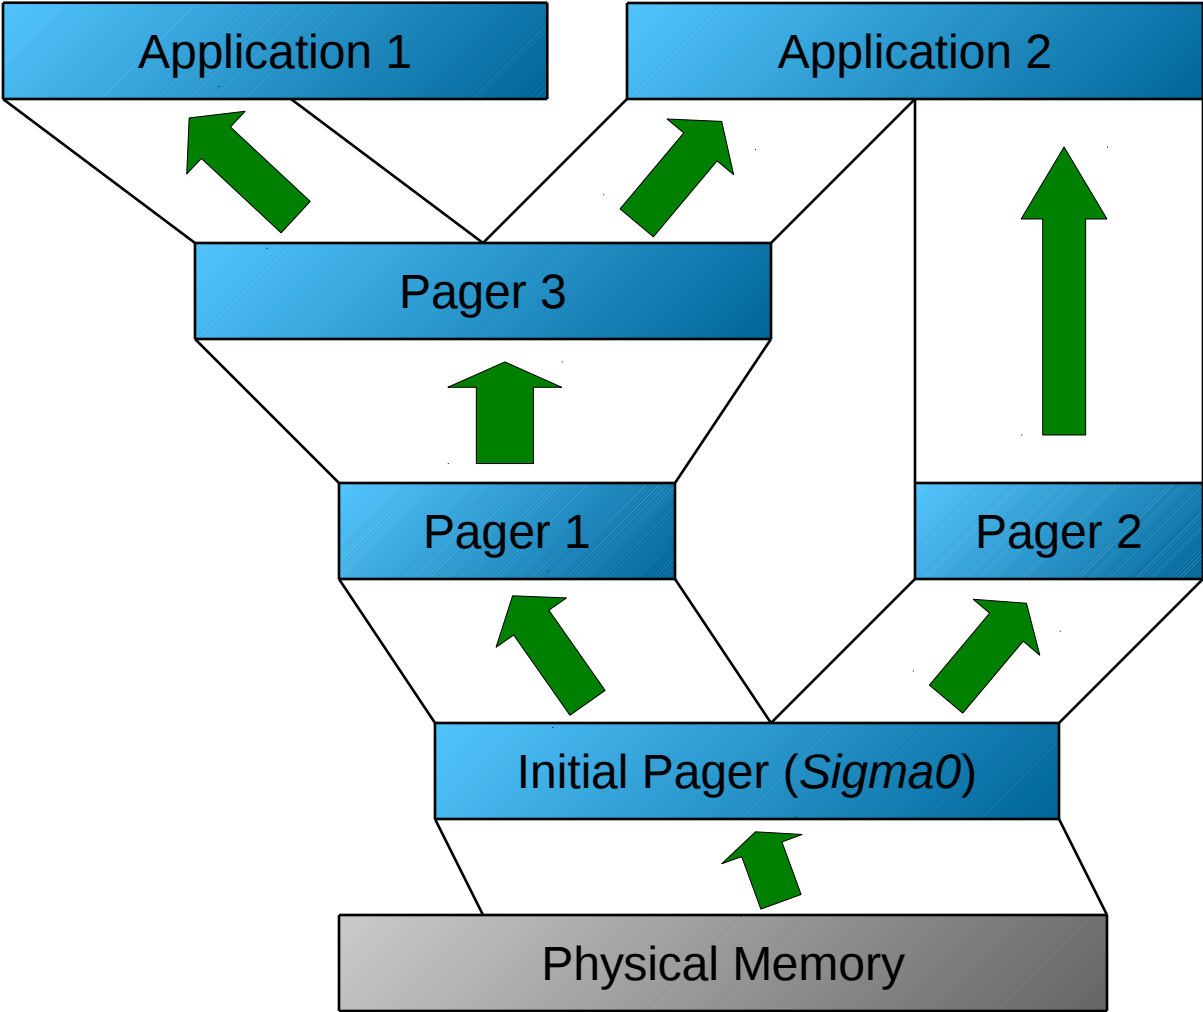 Application 1
Application 2
Pager 3
Pager 1
Pager 2
Initial Pager (Sigma0)
Physical Memory